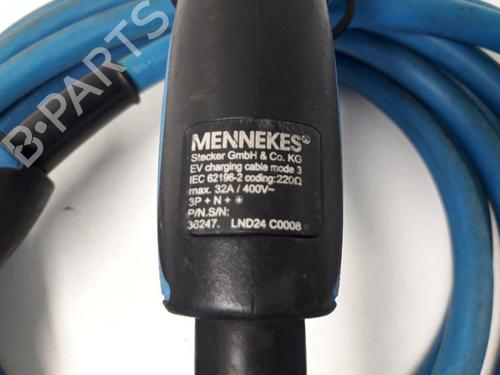 MENNEKES®
Stecker GmbH & Co. KG
EV charging cable mode 3
IEC 62196-2 coding:220Ω
max. 32A / 400V~
3P + N +
P/N.S/N:
36247. LND24 C0008
B-PARTS